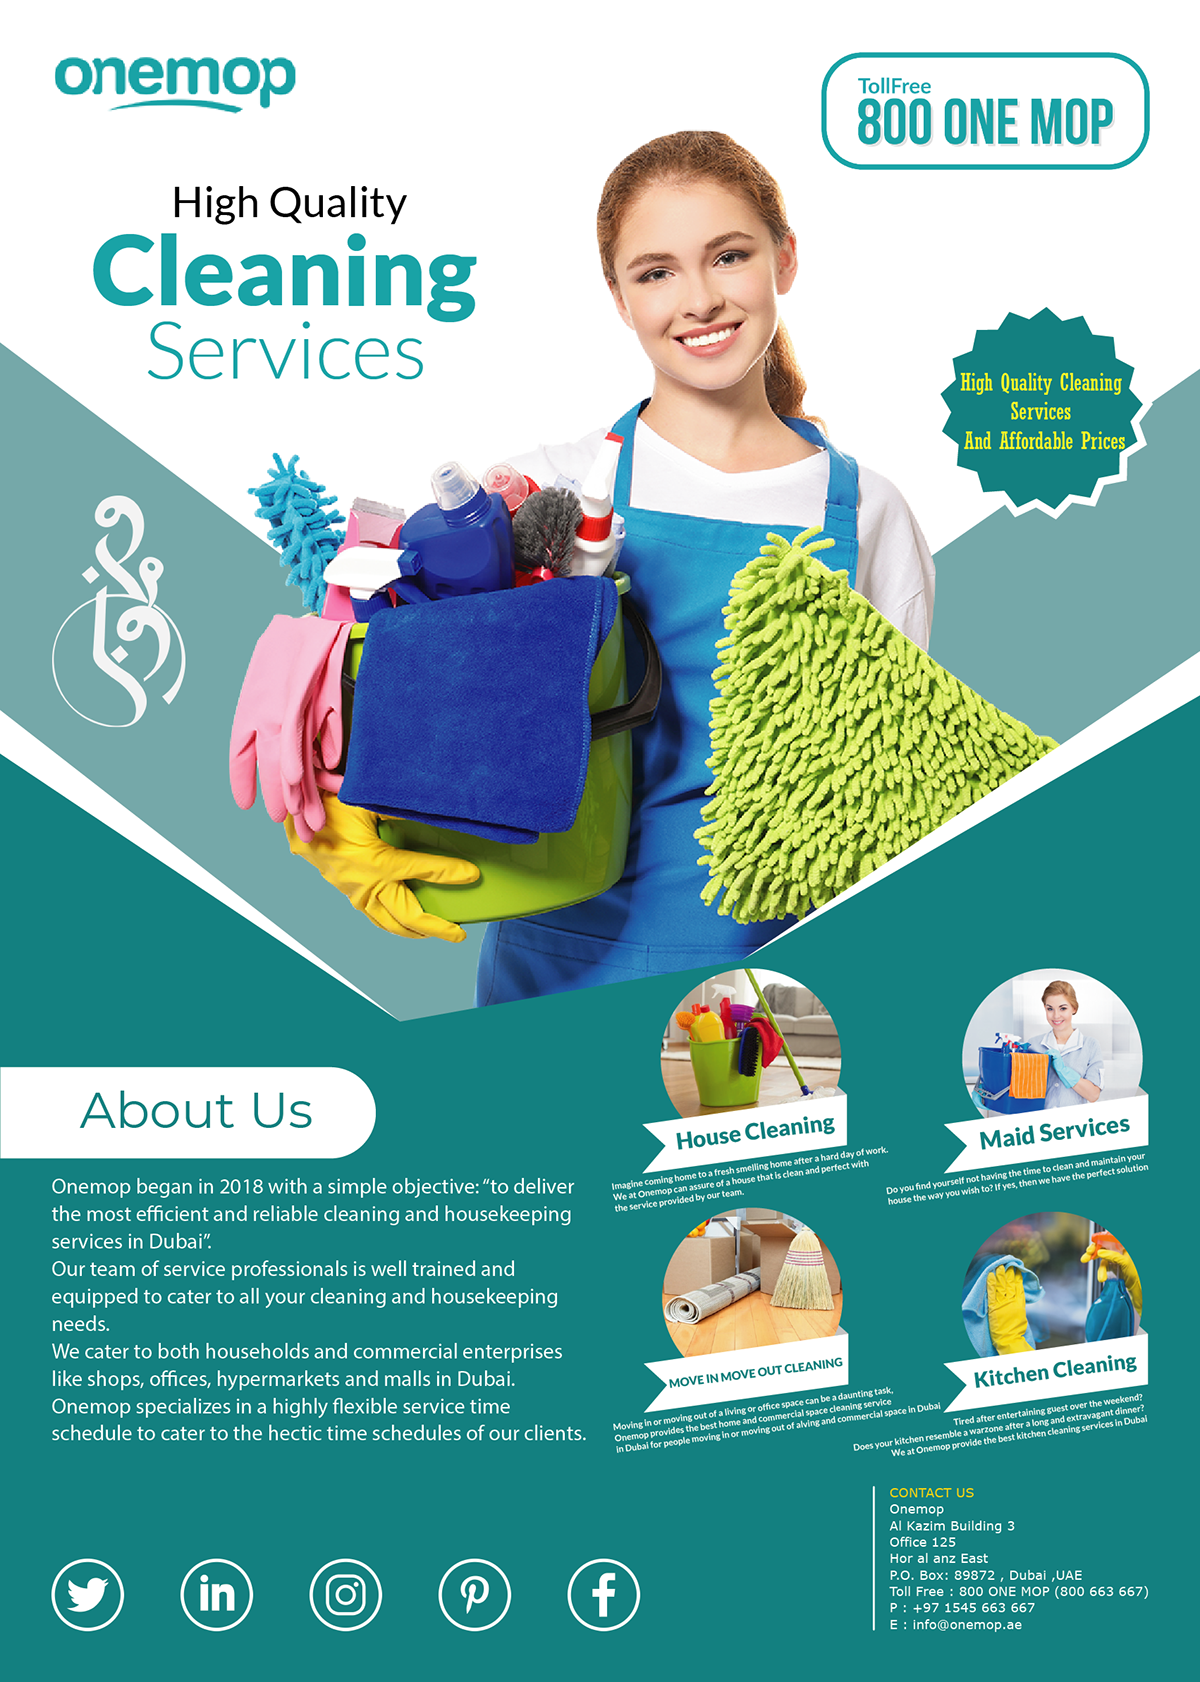 onemop
TollFree
800 ONE MOP
High Quality
Cleaning
Services
High Quality Cleaning
Services
And Affordable Prices
About Us
Onemop began in 2018 with a simple objective: “to deliver
the most efficient and reliable cleaning and housekeeping
services in Dubai”.
Our team of service professionals is well trained and
equipped to cater to all your cleaning and housekeeping
needs.
We cater to both households and commercial enterprises
like shops, offices, hypermarkets and malls in Dubai.
Onemop specializes in a highly flexible service time
schedule to cater to the hectic time schedules of our clients.
House Cleaning
Imagine coming home to a fresh smelling home after a hard day of work.
We at Onemop can assure of a house that is clean and perfect with
the service provided by our team.
Maid Services
Do you find yourself not having the time to clean and maintain your
house the way you wish to? If yes, then we have the perfect solution
MOVE IN MOVE OUT CLEANING
Moving in or moving out of a living or office space can be a daunting task,
Onemop provides the best home and commercial space cleaning service
in Dubai for people moving in or moving out of alving and commercial space in Dubai
Kitchen Cleaning
Tired after entertaining guest over the weekend?
Does your kitchen resemble a warzone after a long and extravagant dinner?
We at Onemop provide the best kitchen cleaning services in Dubai
CONTACT US
Onemop
Al Kazim Building 3
Office 125
Hor al anz East
P.O. Box: 89872 , Dubai ,UAE
Toll Free : 800 ONE MOP (800 663 667)
P : +97 1545 663 667
E : info@onemop.ae